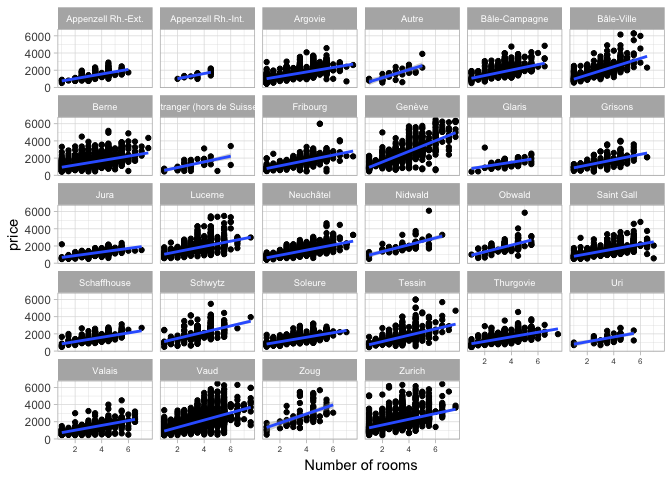 Appenzell Rh.-Ext. Appenzell Rh.-Int. Argovie Autre Bâle-Campagne Bâle-Ville
6000
4000
2000
0
Berne tranger (hors de Suisse Fribourg Genève Glaris Grisons
6000
4000
2000
0
Jura Lucerne Neuchâtel Nidwald Obwald Saint Gall
6000
4000
2000
0
price
Schaffhouse Schwytz Soleure Tessin Thurgovie Uri
6000
4000
2000
0
2 4 6 2 4 6
Valais Vaud Zoug Zurich
6000
4000
2000
0
2 4 6 2 4 6 2 4 6 2 4 6
Number of rooms